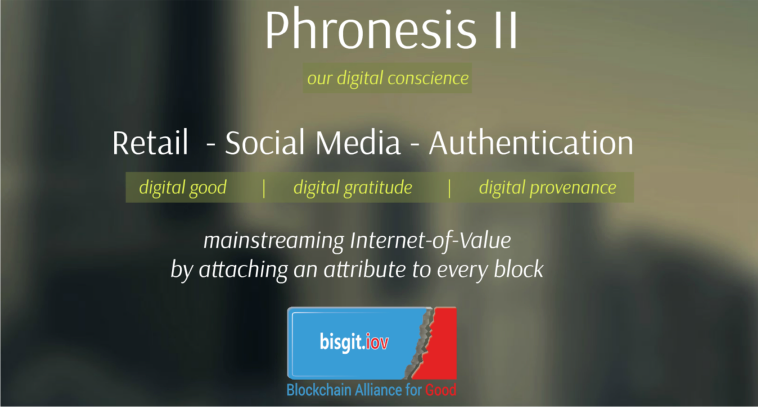 Phronesis II
our digital conscience
Retail - Social Media - Authentication
digital good | digital gratitude | digital provenance
mainstreaming Internet-of-Value
by attaching an attribute to every block
bisgit.iov
Blockchain Alliance for Good